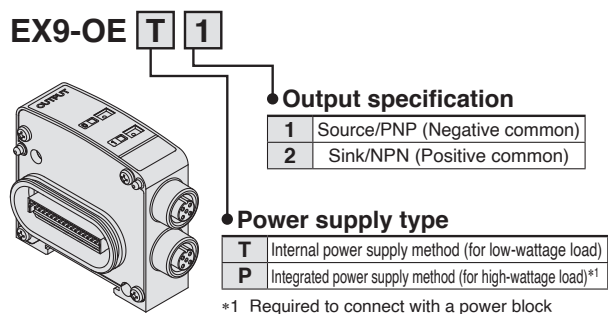 EX9-OE T 1
OUTPUT
Output specification
1 Source/PNP (Negative common)
2 Sink/NPN (Positive common)
Power supply type
T Internal power supply method (for low-wattage load)
P Integrated power supply method (for high-wattage load)*1
*1 Required to connect with a power block